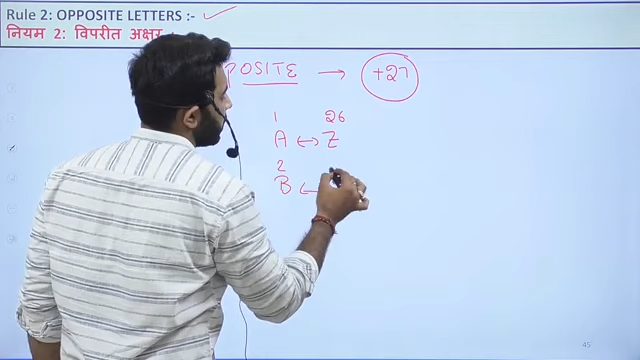 Rule 2: OPPOSITE LETTERS :-
नियम 2: विपरीत अक्षर
POSITE → +27
1 26
A ↔ Z
2
B
45